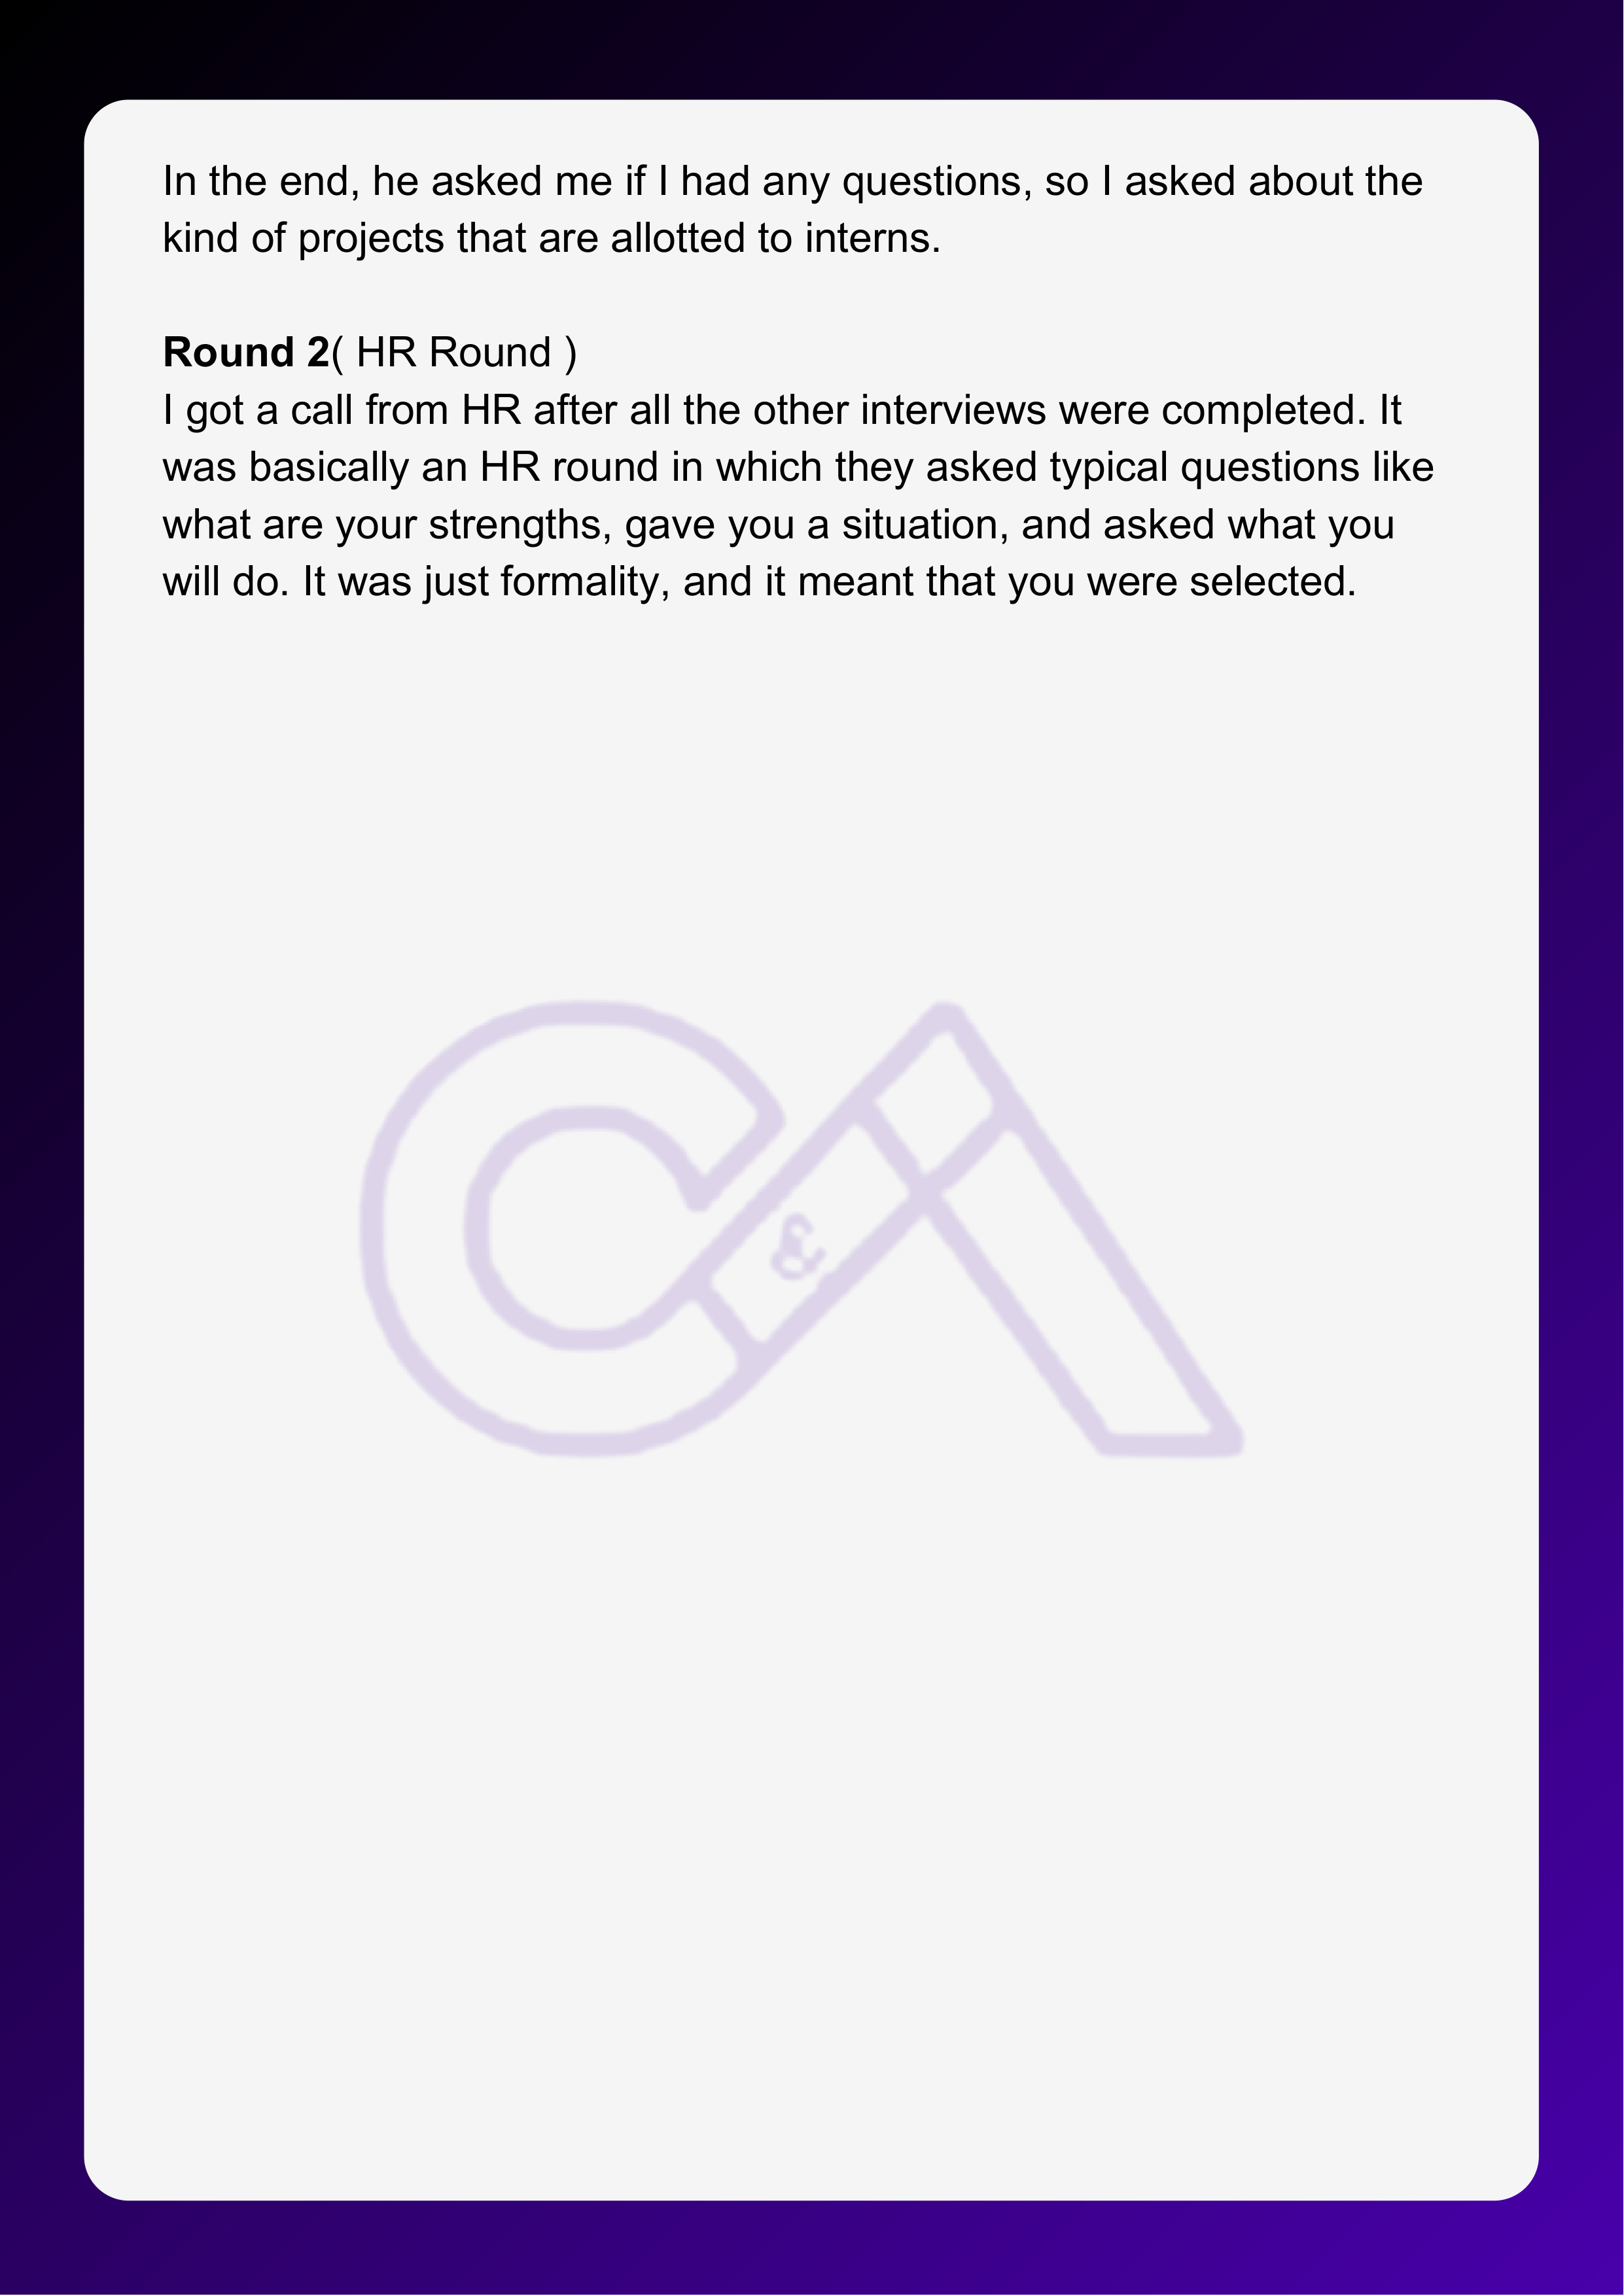 In the end, he asked me if I had any questions, so I asked about the
kind of projects that are allotted to interns.
Round 2( HR Round )
I got a call from HR after all the other interviews were completed. It
was basically an HR round in which they asked typical questions like
what are your strengths, gave you a situation, and asked what you
will do. It was just formality, and it meant that you were selected.
C&A